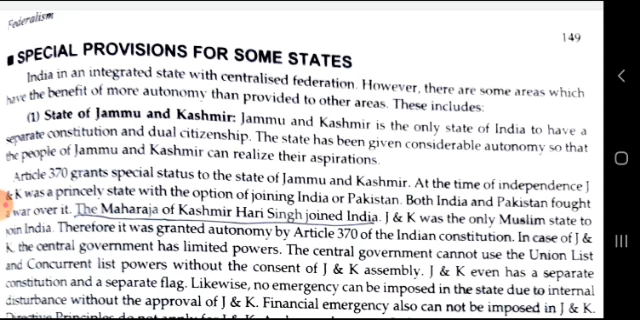 Federalism
149
SPECIAL PROVISIONS FOR SOME STATES
India in an integrated state with centralised federation. However, there are some areas which
have the benefit of more autonomy than provided to other areas. These includes:
(1) State of Jammu and Kashmir: Jammu and Kashmir is the only state of India to have a
separate constitution and dual citizenship. The state has been given considerable autonomy so that
the people of Jammu and Kashmir can realize their aspirations.
Article 370 grants special status to the state of Jammu and Kashmir. At the time of independence J
& K was a princely state with the option of joining India or Pakistan. Both India and Pakistan fought
a war over it. The Maharaja of Kashmir Hari Singh joined India. J & K was the only Muslim state to
join India. Therefore it was granted autonomy by Article 370 of the Indian constitution. In case of J &
K, the central government has limited powers. The central government cannot use the Union List
and Concurrent list powers without the consent of J & K assembly. J & K even has a separate
constitution and a separate flag. Likewise, no emergency can be imposed in the state due to internal
disturbance without the approval of J & K. Financial emergency also can not be imposed in J & K.
Directive Principles do not apply